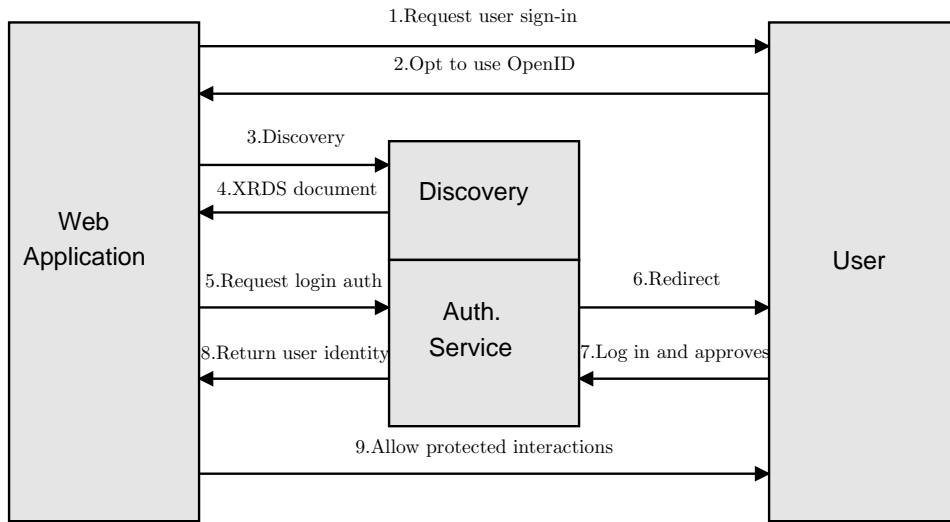 1.Request user sign-in
2.Opt to use OpenID
3.Discovery
4.XRDS document
Discovery
Web
Application
User
5.Request login auth
6.Redirect
Auth.
Service
8.Return user identity
7.Log in and approves
9.Allow protected interactions